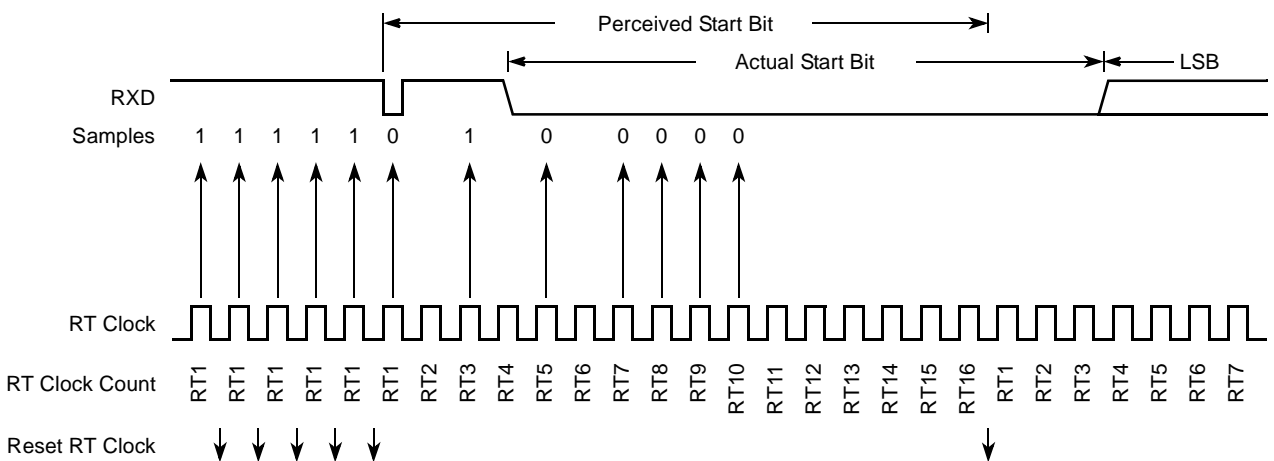 Perceived Start Bit
Actual Start Bit
LSB
RXD
Samples 1 1 1 1 1 0 1 0 0 0 0 0
RT Clock
RT Clock Count RT1 RT1 RT1 RT1 RT1 RT1 RT2 RT3 RT4 RT5 RT6 RT7 RT8 RT9 RT10 RT11 RT12 RT13 RT14 RT15 RT16 RT1 RT2 RT3 RT4 RT5 RT6 RT7
Reset RT Clock